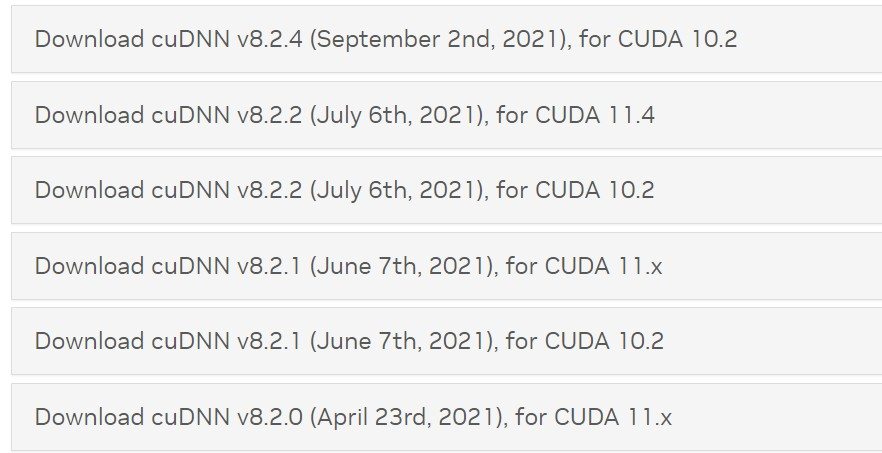 Download cuDNN v8.2.4 (September 2nd, 2021), for CUDA 10.2
Download cuDNN v8.2.2 (July 6th, 2021), for CUDA 11.4
Download cuDNN v8.2.2 (July 6th, 2021), for CUDA 10.2
Download cuDNN v8.2.1 (June 7th, 2021), for CUDA 11.x
Download cuDNN v8.2.1 (June 7th, 2021), for CUDA 10.2
Download cuDNN v8.2.0 (April 23rd, 2021), for CUDA 11.x